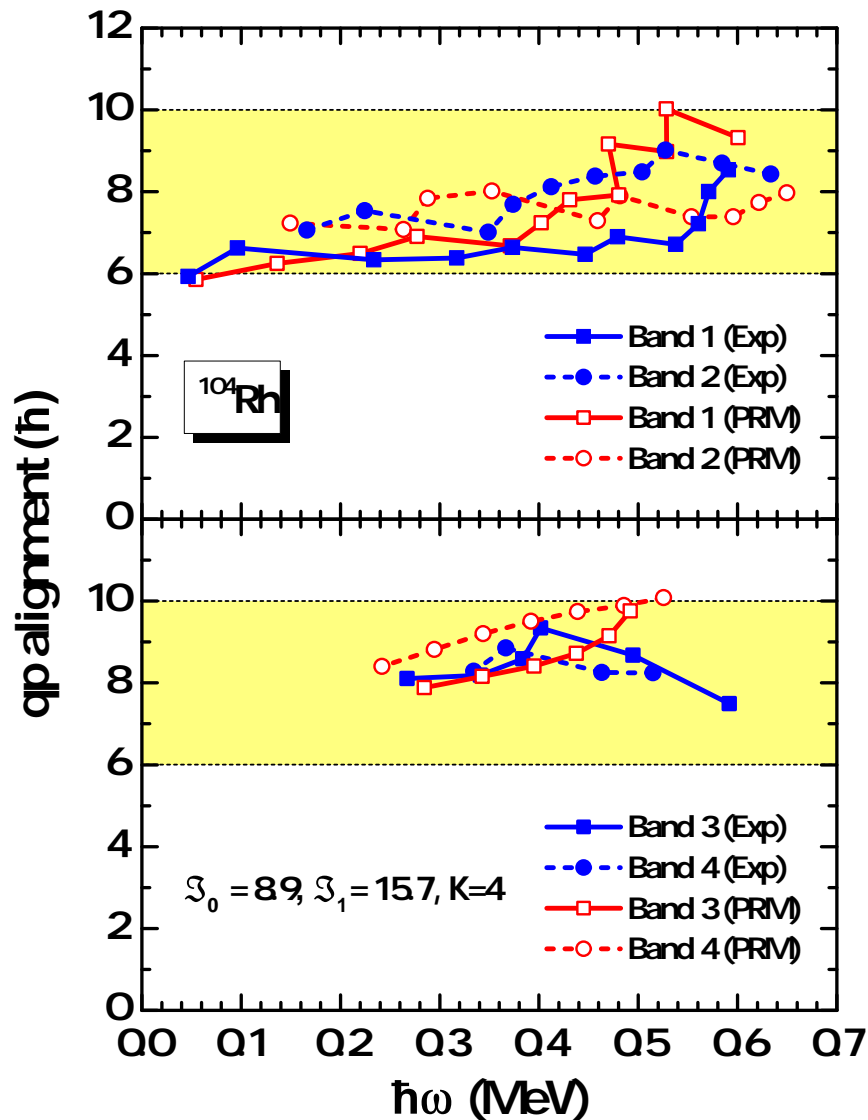 12
10
8
6
4
2
0
Band 1 (Exp)
Band 2 (Exp)
Band 1 (PRM)
Band 2 (PRM)
¹⁰⁴Rh
qp alignment (ħ)
10
8
6
4
2
0
Band 3 (Exp)
Band 4 (Exp)
Band 3 (PRM)
Band 4 (PRM)
ℑ₀ = 8.9, ℑ₁ = 15.7, K=4
0.0 0.1 0.2 0.3 0.4 0.5 0.6 0.7
ħω (MeV)